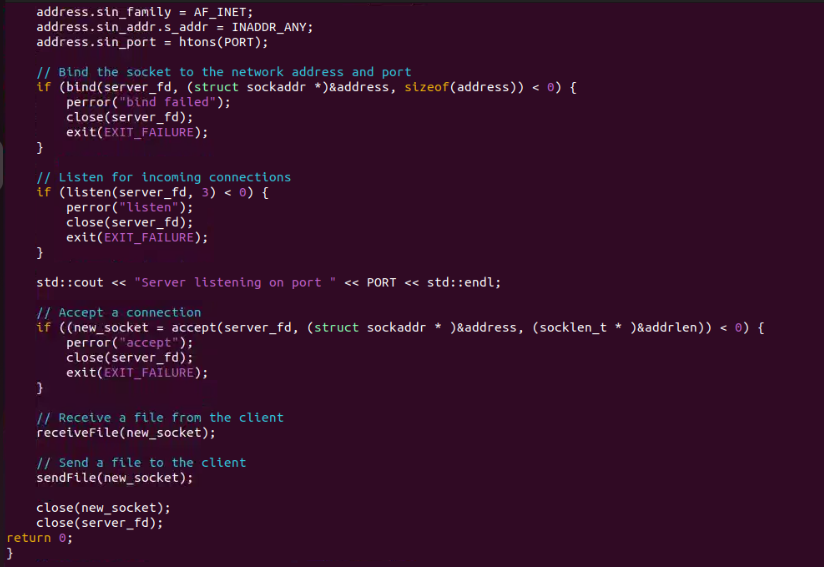 address.sin_family = AF_INET;
address.sin_addr.s_addr = INADDR_ANY;
address.sin_port = htons(PORT);
// Bind the socket to the network address and port
if (bind(server_fd, (struct sockaddr *)&address, sizeof(address)) < 0) {
perror("bind failed");
close(server_fd);
exit(EXIT_FAILURE);
}
// Listen for incoming connections
if (listen(server_fd, 3) < 0) {
perror("listen");
close(server_fd);
exit(EXIT_FAILURE);
}
std::cout << "Server listening on port " << PORT << std::endl;
// Accept a connection
if ((new_socket = accept(server_fd, (struct sockaddr * )&address, (socklen_t * )&addrlen)) < 0) {
perror("accept");
close(server_fd);
exit(EXIT_FAILURE);
}
// Receive a file from the client
receiveFile(new_socket);
// Send a file to the client
sendFile(new_socket);
close(new_socket);
close(server_fd);
return 0;
}